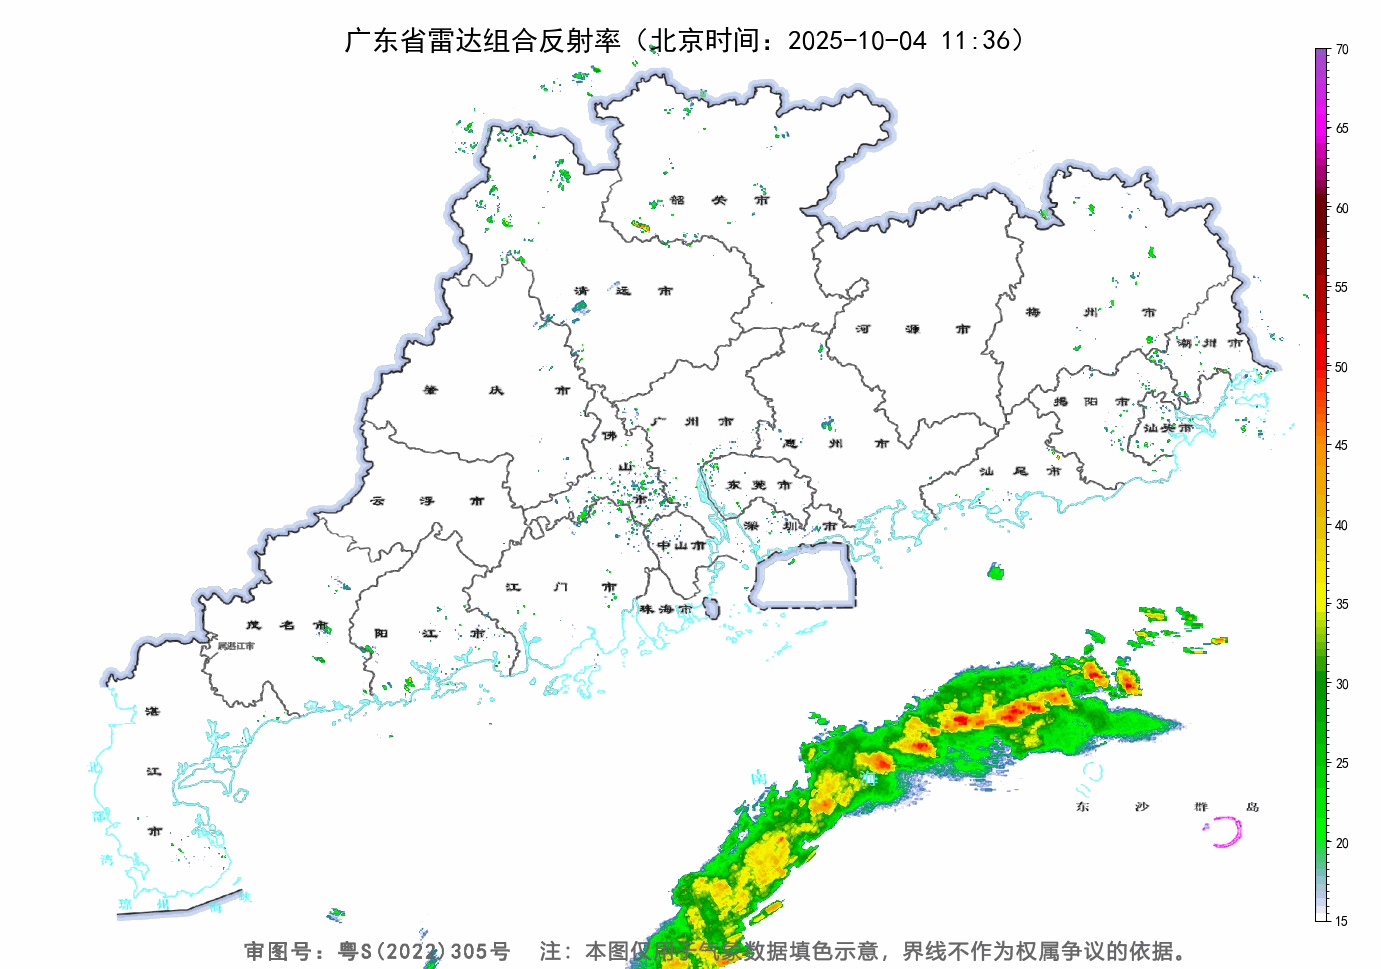 广东省雷达组合反射率（北京时间：2025-10-04 11:36）
70
65
60
55
50
45
40
35
30
25
20
15
韶 关 市
清 远 市
河 源 市
梅 州 市
潮 州 市
肇 庆 市
广 州 市
佛 山 市
惠 州 市
揭 阳 市
汕头市
汕 尾 市
云 浮 市
东 莞 市
深 圳 市
中山市
江 门 市
珠海市
茂 名 市
阳 江 市
属湛江市
湛 江 市
北 部 湾
琼 州 海 峡
南 海
东 沙 群 岛
审图号：粤S(2022)305号 注：本图仅用于气象数据填色示意，界线不作为权属争议的依据。